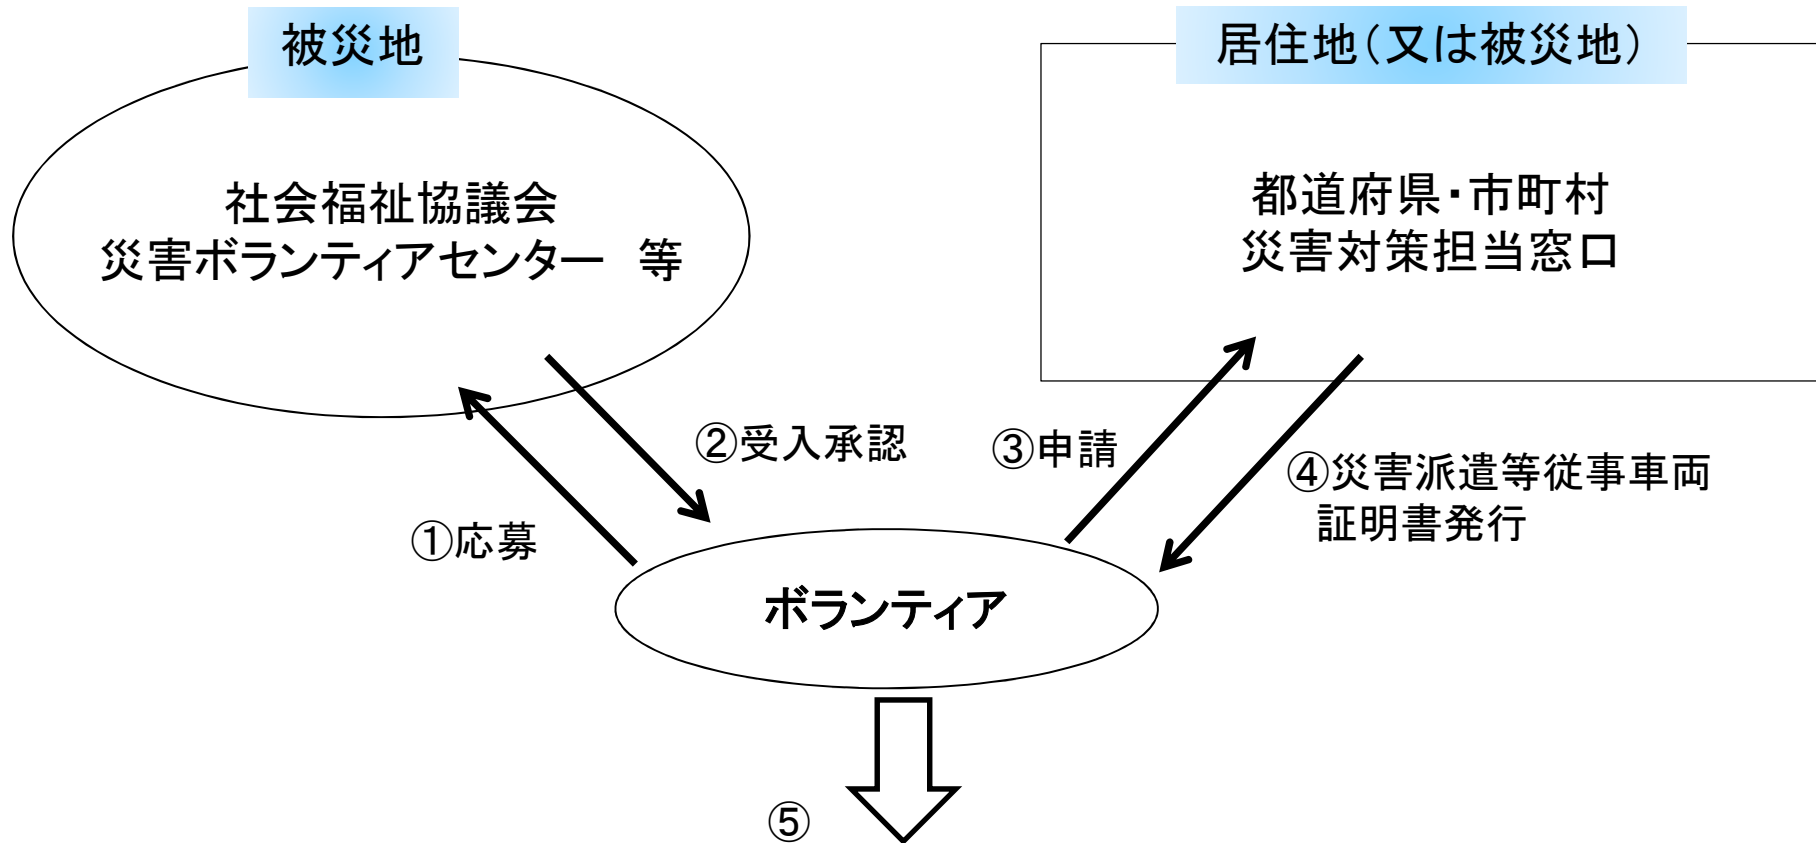 被災地
社会福祉協議会
災害ボランティアセンター　等
居住地（又は被災地）
都道府県・市町村
災害対策担当窓口
②受入承認
①応募
③申請
④災害派遣等従事車両
証明書発行
ボランティア
⑤